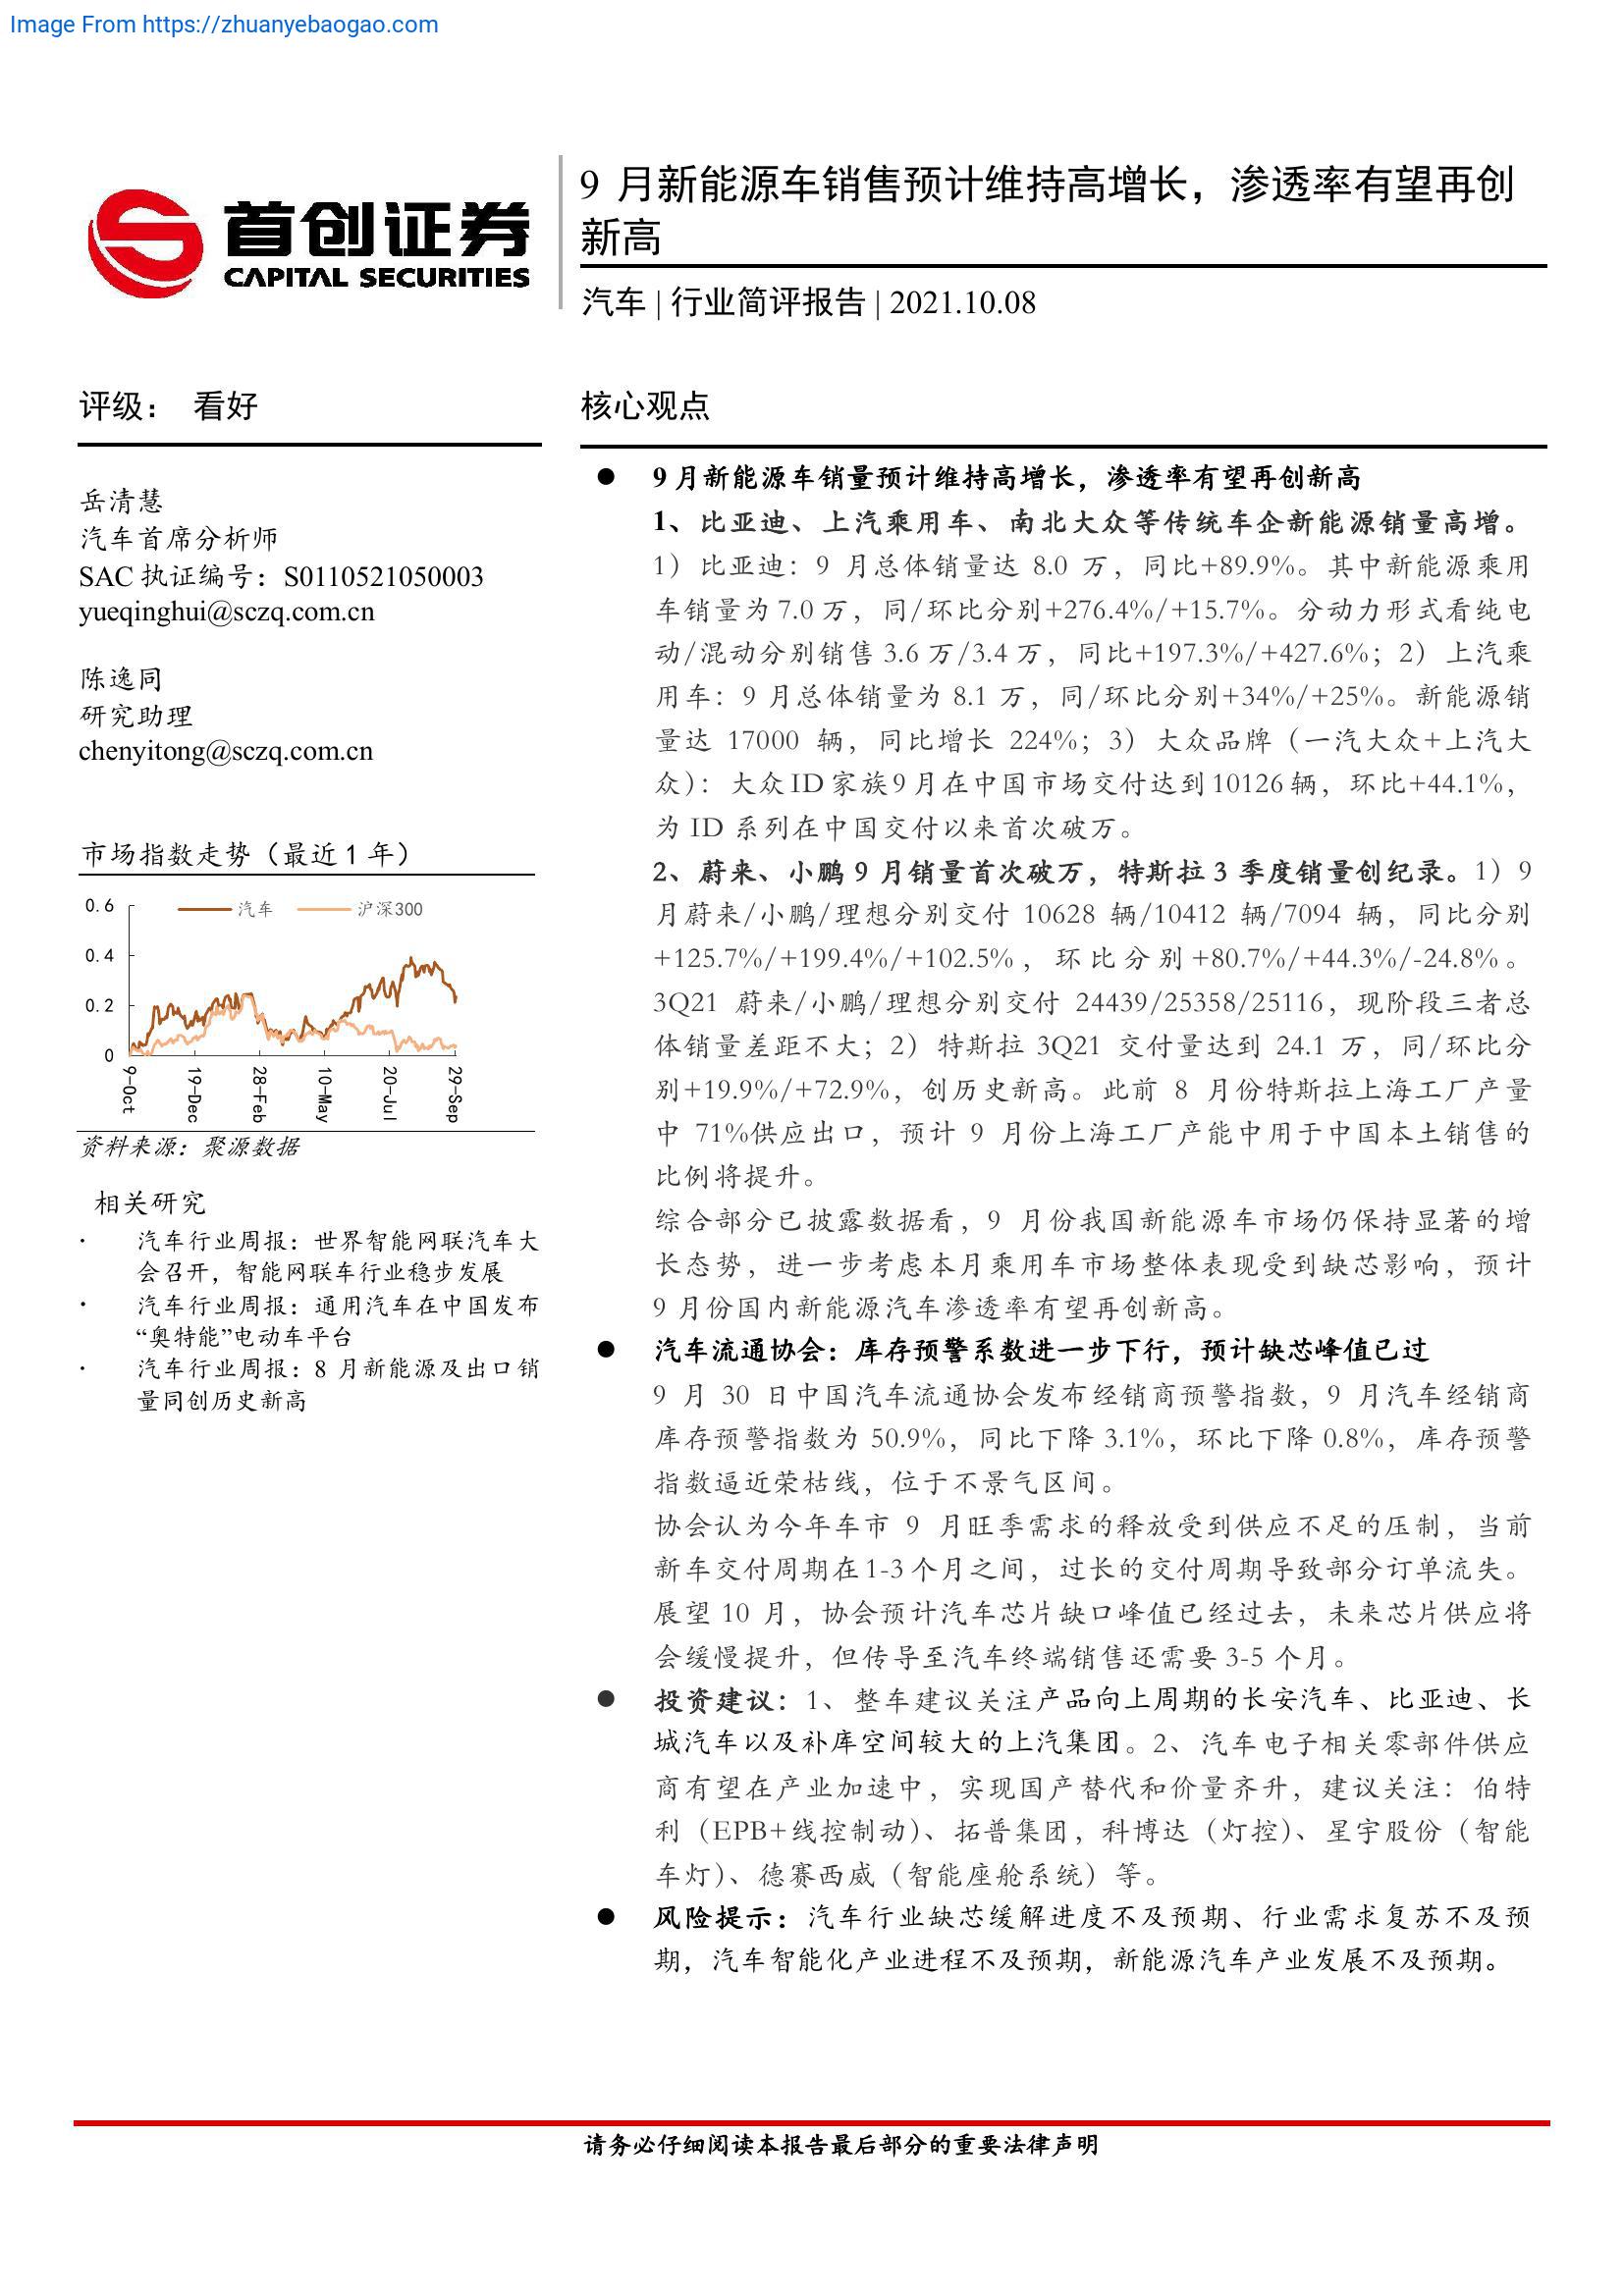 Image From https://zhuanyebaogao.com
首创证券
CAPITAL SECURITIES
9 月新能源车销售预计维持高增长，渗透率有望再创
新高
汽车 | 行业简评报告 | 2021.10.08
评级： 看好
岳清慧
汽车首席分析师
SAC 执证编号：S0110521050003
yueqinghui@sczq.com.cn
陈逸同
研究助理
chenyitong@sczq.com.cn
市场指数走势（最近 1 年）
汽车 沪深300
0.6
0.4
0.2
0
9-Oct 19-Dec 28-Feb 10-May 20-Jul 29-Sep
资料来源：聚源数据
相关研究
· 汽车行业周报：世界智能网联汽车大
会召开，智能网联车行业稳步发展
· 汽车行业周报：通用汽车在中国发布
“奥特能”电动车平台
· 汽车行业周报：8 月新能源及出口销
量同创历史新高
核心观点
● 9 月新能源车销量预计维持高增长，渗透率有望再创新高
1、比亚迪、上汽乘用车、南北大众等传统车企新能源销量高增。
1）比亚迪：9 月总体销量达 8.0 万，同比+89.9%。其中新能源乘用
车销量为 7.0 万，同/环比分别+276.4%/+15.7%。分动力形式看纯电
动/混动分别销售 3.6 万/3.4 万，同比+197.3%/+427.6%；2）上汽乘
用车：9 月总体销量为 8.1 万，同/环比分别+34%/+25%。新能源销
量达 17000 辆，同比增长 224%；3）大众品牌（一汽大众+上汽大
众）：大众 ID 家族 9 月在中国市场交付达到 10126 辆，环比+44.1%，
为 ID 系列在中国交付以来首次破万。
2、蔚来、小鹏 9 月销量首次破万，特斯拉 3 季度销量创纪录。1）9
月蔚来/小鹏/理想分别交付 10628 辆/10412 辆/7094 辆，同比分别
+125.7%/+199.4%/+102.5%，环比分别+80.7%/+44.3%/-24.8%。
3Q21 蔚来/小鹏/理想分别交付 24439/25358/25116，现阶段三者总
体销量差距不大；2）特斯拉 3Q21 交付量达到 24.1 万，同/环比分
别+19.9%/+72.9%，创历史新高。此前 8 月份特斯拉上海工厂产量
中 71%供应出口，预计 9 月份上海工厂产能中用于中国本土销售的
比例将提升。
综合部分已披露数据看，9 月份我国新能源车市场仍保持显著的增
长态势，进一步考虑本月乘用车市场整体表现受到缺芯影响，预计
9 月份国内新能源汽车渗透率有望再创新高。
● 汽车流通协会：库存预警系数进一步下行，预计缺芯峰值已过
9 月 30 日中国汽车流通协会发布经销商预警指数，9 月汽车经销商
库存预警指数为 50.9%，同比下降 3.1%，环比下降 0.8%，库存预警
指数逼近荣枯线，位于不景气区间。
协会认为今年车市 9 月旺季需求的释放受到供应不足的压制，当前
新车交付周期在 1-3 个月之间，过长的交付周期导致部分订单流失。
展望 10 月，协会预计汽车芯片缺口峰值已经过去，未来芯片供应将
会缓慢提升，但传导至汽车终端销售还需要 3-5 个月。
● 投资建议：1、整车建议关注产品向上周期的长安汽车、比亚迪、长
城汽车以及补库空间较大的上汽集团。2、汽车电子相关零部件供应
商有望在产业加速中，实现国产替代和价量齐升，建议关注：伯特
利（EPB+线控制动）、拓普集团，科博达（灯控）、星宇股份（智能
车灯）、德赛西威（智能座舱系统）等。
● 风险提示：汽车行业缺芯缓解进度不及预期、行业需求复苏不及预
期，汽车智能化产业进程不及预期，新能源汽车产业发展不及预期。
请务必仔细阅读本报告最后部分的重要法律声明